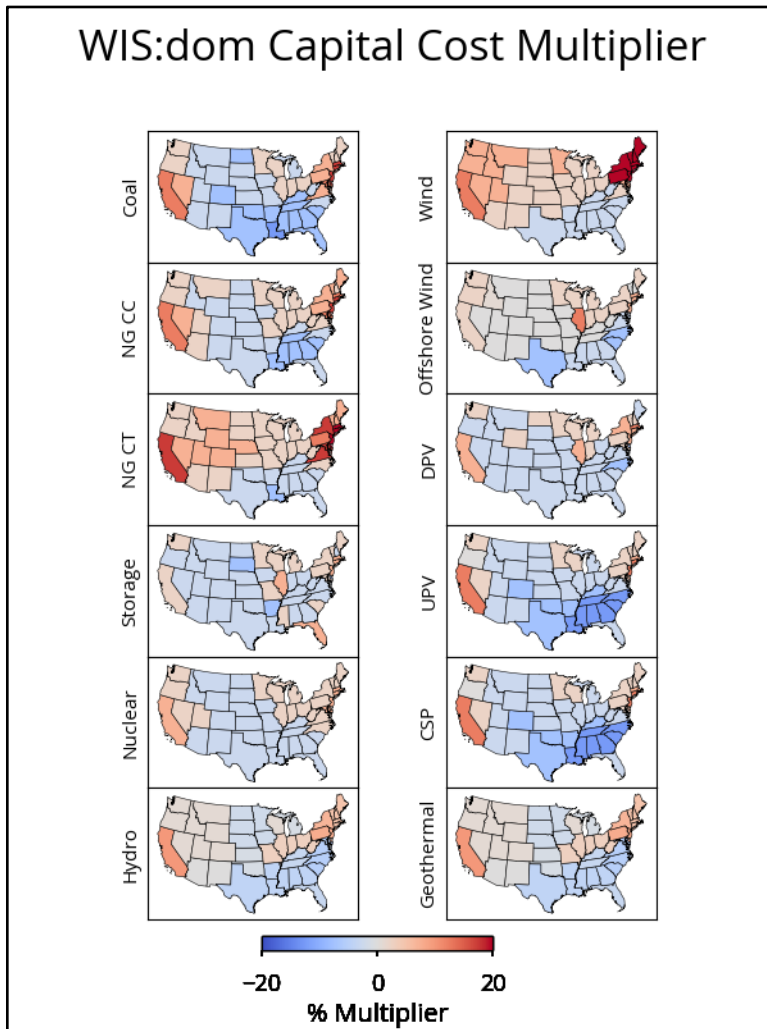 WIS:dom Capital Cost Multiplier
Coal
Wind
NG CC
Offshore Wind
NG CT
DPV
Storage
UPV
Nuclear
CSP
Hydro
Geothermal
−20 0 20
% Multiplier